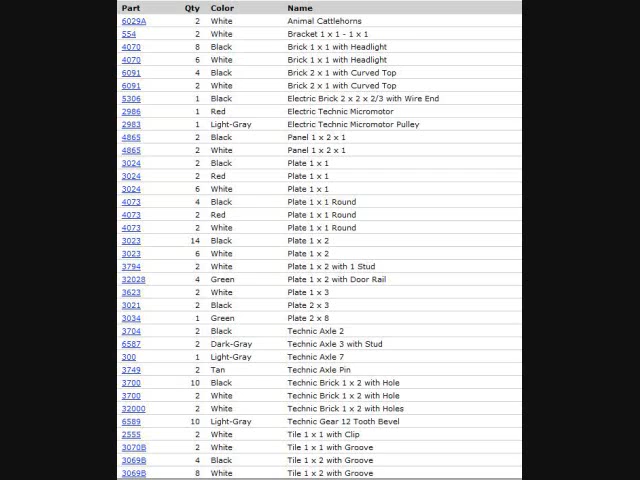 Part Qty Color Name
6029A 2 White Animal Cattlehorns
554 2 White Bracket 1 x 1 - 1 x 1
4070 8 Black Brick 1 x 1 with Headlight
4070 6 White Brick 1 x 1 with Headlight
6091 4 Black Brick 2 x 1 with Curved Top
6091 2 White Brick 2 x 1 with Curved Top
5306 1 Black Electric Brick 2 x 2 x 2/3 with Wire End
2986 1 Red Electric Technic Micromotor
2983 1 Light-Gray Electric Technic Micromotor Pulley
4865 2 Black Panel 1 x 2 x 1
4865 2 White Panel 1 x 2 x 1
3024 2 Black Plate 1 x 1
3024 2 Red Plate 1 x 1
3024 6 White Plate 1 x 1
4073 4 Black Plate 1 x 1 Round
4073 2 Red Plate 1 x 1 Round
4073 2 White Plate 1 x 1 Round
3023 14 Black Plate 1 x 2
3023 6 White Plate 1 x 2
3794 2 White Plate 1 x 2 with 1 Stud
32028 4 Green Plate 1 x 2 with Door Rail
3623 2 White Plate 1 x 3
3021 2 Black Plate 2 x 3
3034 1 Green Plate 2 x 8
3704 2 Black Technic Axle 2
6587 2 Dark-Gray Technic Axle 3 with Stud
300 1 Light-Gray Technic Axle 7
3749 2 Tan Technic Axle Pin
3700 10 Black Technic Brick 1 x 2 with Hole
3700 2 White Technic Brick 1 x 2 with Hole
32000 2 White Technic Brick 1 x 2 with Holes
6589 10 Light-Gray Technic Gear 12 Tooth Bevel
2555 2 White Tile 1 x 1 with Clip
3070B 2 White Tile 1 x 1 with Groove
3069B 4 Black Tile 1 x 2 with Groove
3069B 8 White Tile 1 x 2 with Groove